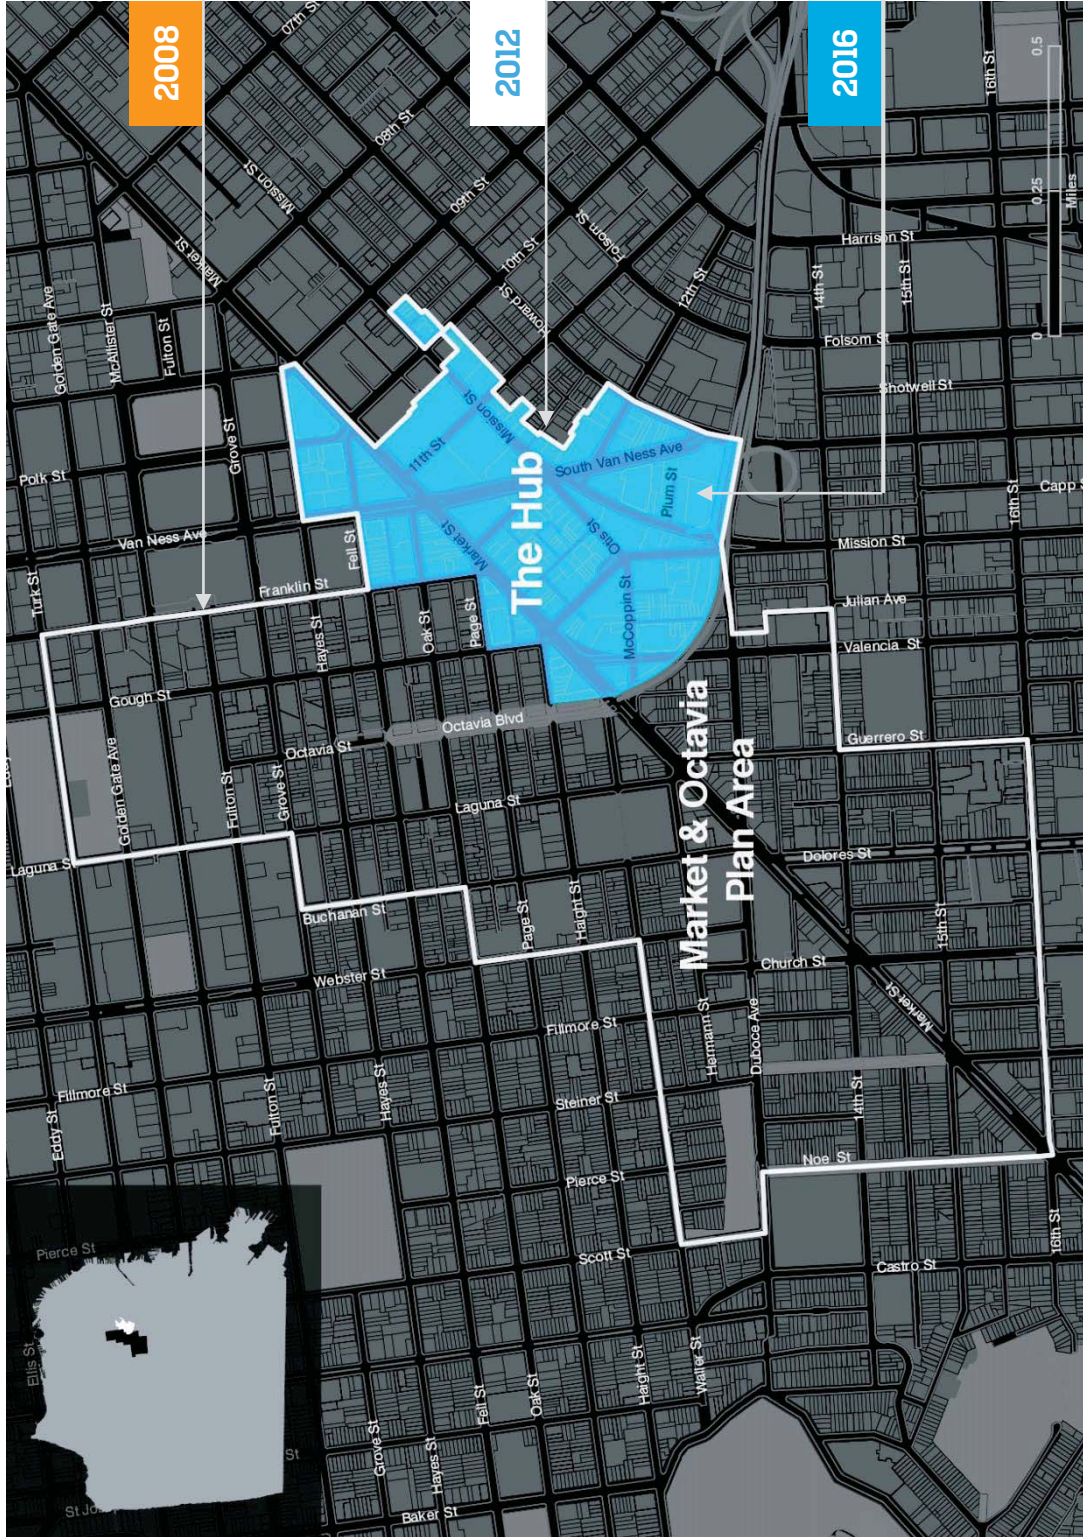 2008
2012
2016
07th St
08th St
09th St
10th St
12th St
11th St
Mission St
Market St
Folsom St
Howard St
Golden Gate Ave
McAllister St
Fulton St
Grove St
Polk St
Van Ness Ave
Turk St
Franklin St
Fell St
Hayes St
Oak St
Page St
Gough St
Octavia St
Octavia Blvd
Golden Gate Ave
Fulton St
Grove St
Laguna St
Laguna St
Buchanan St
Webster St
Page St
Haight St
Fillmore St
Fillmore St
Eddy St
Fulton St
Hayes St
Steiner St
Pierce St
Scott St
Hermann St
Duboce Ave
Church St
Dolores St
Guerrero St
Valencia St
Julian Ave
Mission St
Capp S
Shotwell St
Folsom St
Harrison St
14th St
15th St
16th St
16th St
15th St
14th St
Market St
Noe St
16th St
Castro St
Waller St
Haight St
Oak St
Fell St
Grove St
Hayes St
Baker St
Pierce St
Ellis St
St Jo
St
The Hub
Mission St
Market St
South Van Ness Ave
Plum St
Otis St
McCoppin St
Market & Octavia
Plan Area
0
0.25
0.5
Miles